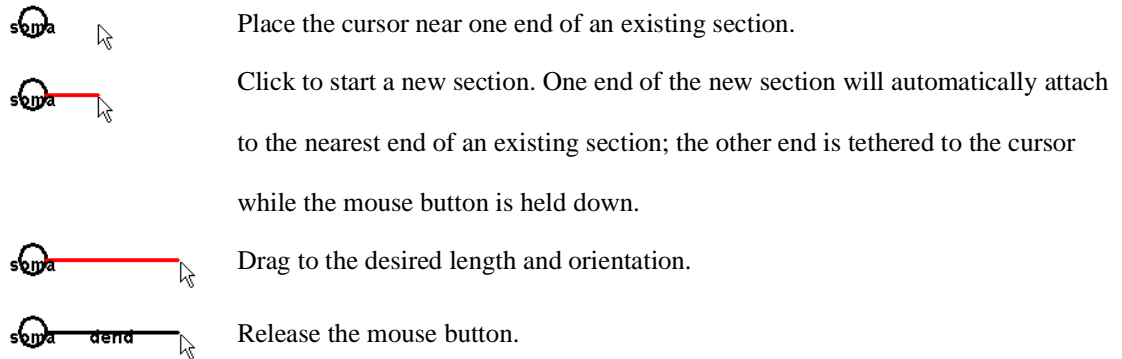 soma
Place the cursor near one end of an existing section.
soma
Click to start a new section. One end of the new section will automatically attach
to the nearest end of an existing section; the other end is tethered to the cursor
while the mouse button is held down.
soma
Drag to the desired length and orientation.
soma dend
Release the mouse button.